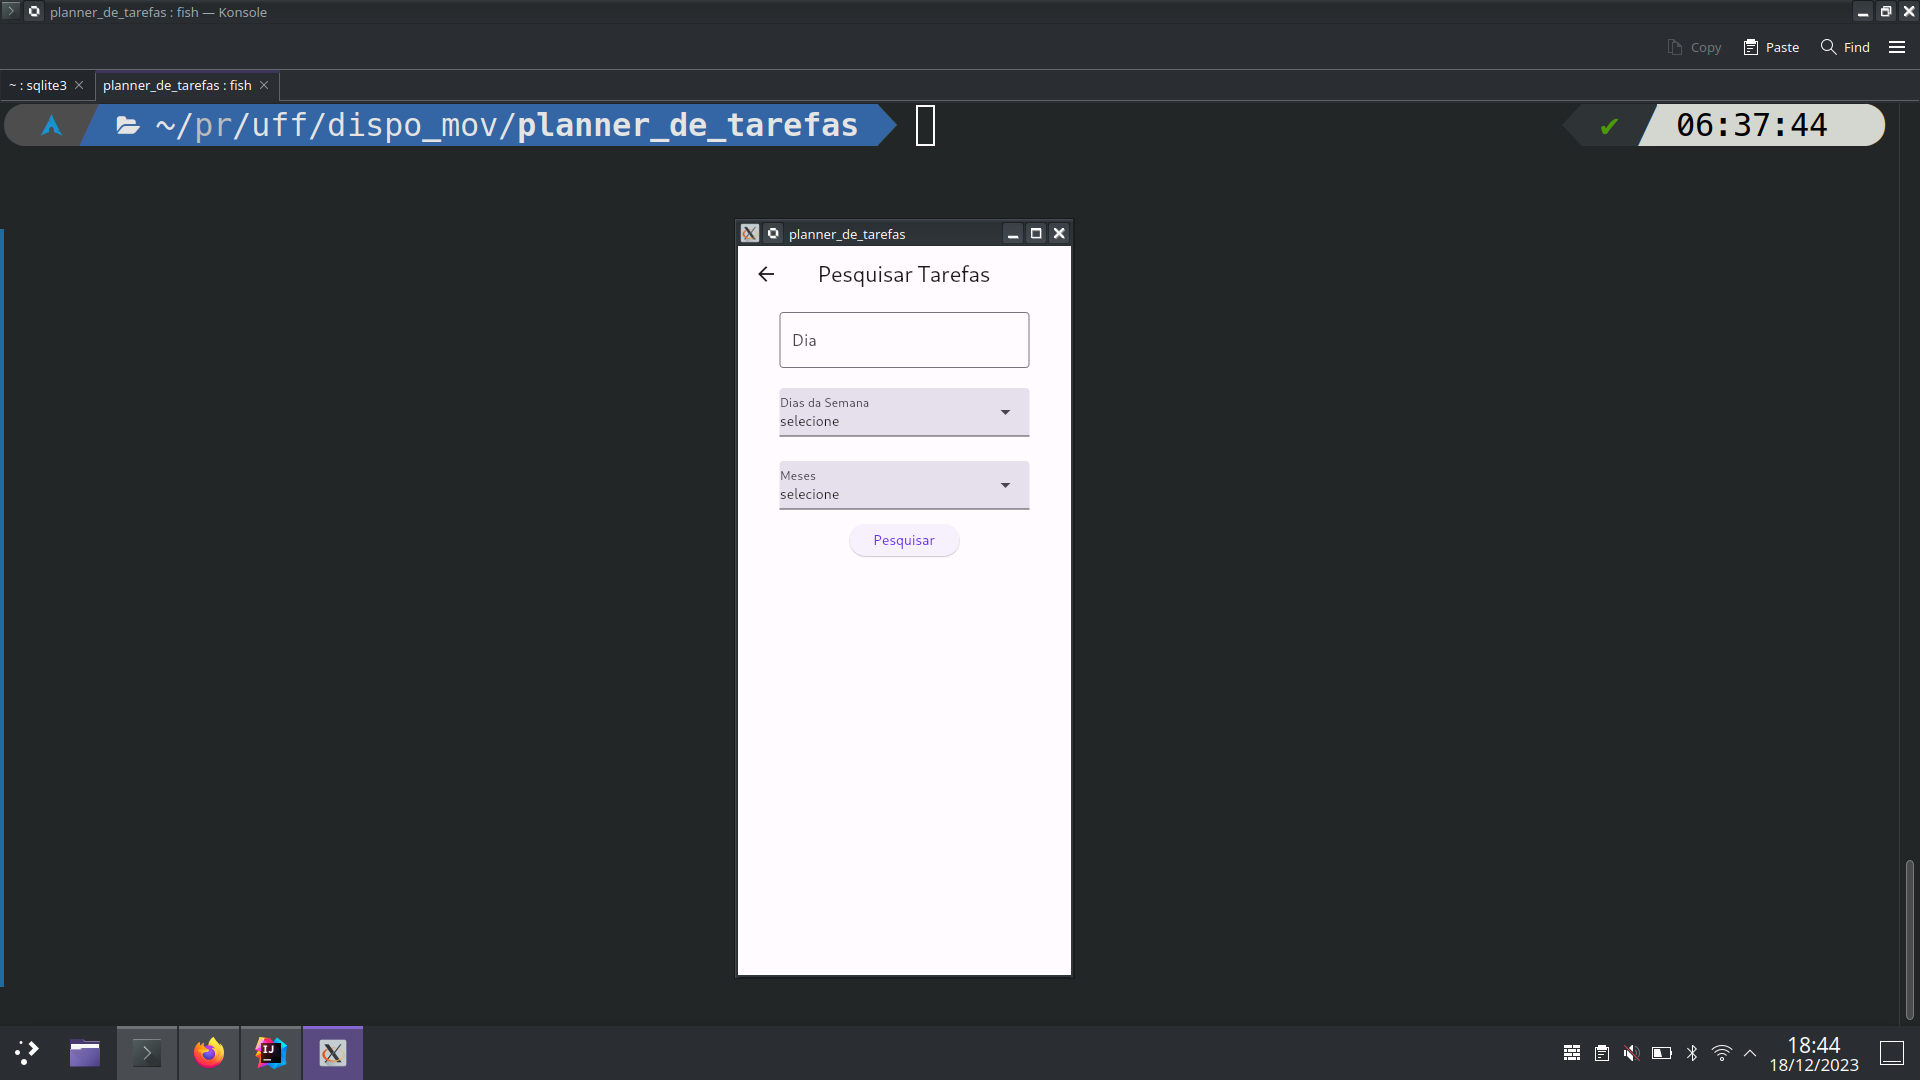 planner_de_tarefas : fish — Konsole
Copy Paste Find
~ : sqlite3 planner_de_tarefas : fish
~/pr/uff/dispo_mov/planner_de_tarefas 06:37:44
planner_de_tarefas
Pesquisar Tarefas
Dia
Dias da Semana
selecione
Meses
selecione
Pesquisar
IJ
18:44
18/12/2023